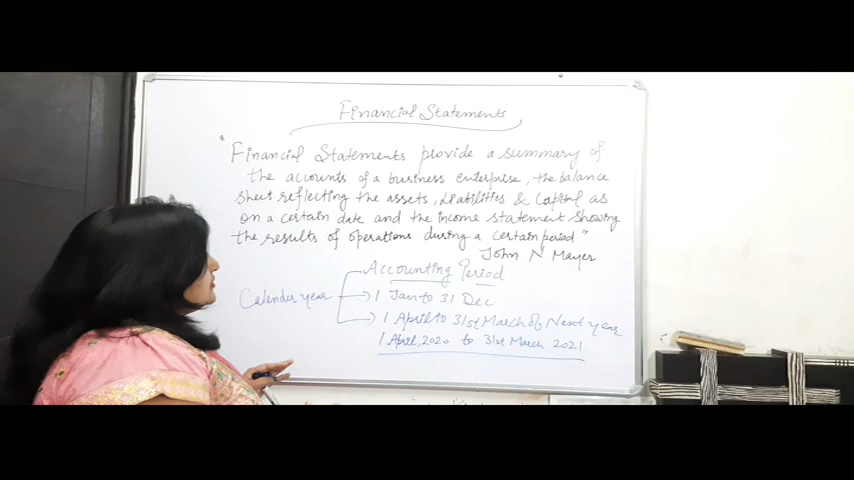 Financial Statements
"Financial Statements provide a summary of
the accounts of a business enterprise, the balance
sheet reflecting the assets, Liabilities & Capital as
on a certain date and the income statement showing
the results of operations during a certain period"
John N Mayer
Accounting Period
Calender year
1 Jan to 31 Dec
1 April to 31st March of Next year
1 April, 2020 to 31st March 2021